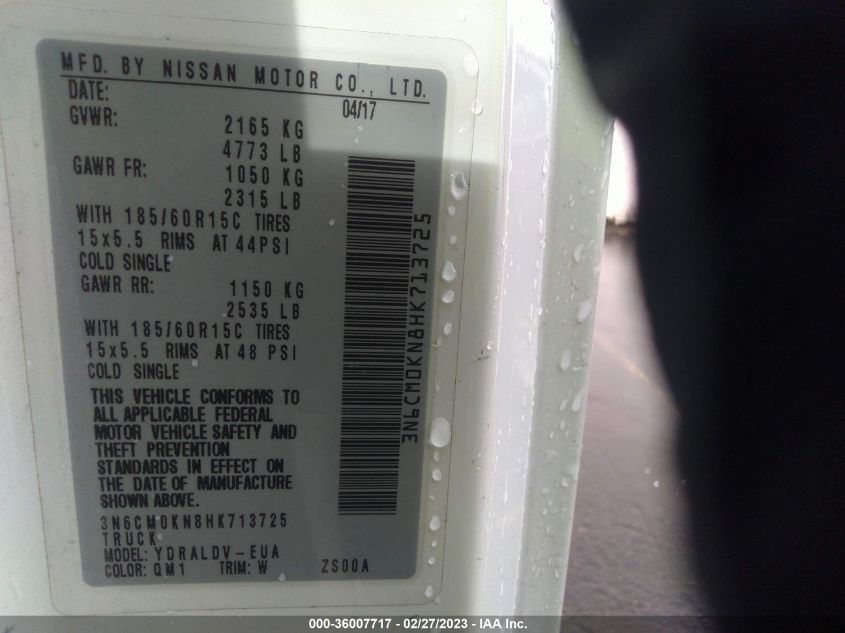 MFD. BY NISSAN MOTOR CO., LTD.
DATE: 04/17
GVWR: 2165 KG
4773 LB
GAWR FR: 1050 KG
2315 LB
WITH 185/60R15C TIRES
15x5.5 RIMS AT 44PSI
COLD SINGLE
GAWR RR: 1150 KG
2535 LB
WITH 185/60R15C TIRES
15x5.5 RIMS AT 48 PSI
COLD SINGLE
THIS VEHICLE CONFORMS TO
ALL APPLICABLE FEDERAL
MOTOR VEHICLE SAFETY AND
THEFT PREVENTION
STANDARDS IN EFFECT ON
THE DATE OF MANUFACTURE
SHOWN ABOVE.
3N6CM0KN8HK713725
TRUCK
MODEL: YDRALDV-EUA
COLOR: QM1 TRIM: W ZS00A
3N6CM0KN8HK713725
000-36007717 - 02/27/2023 - IAA Inc.